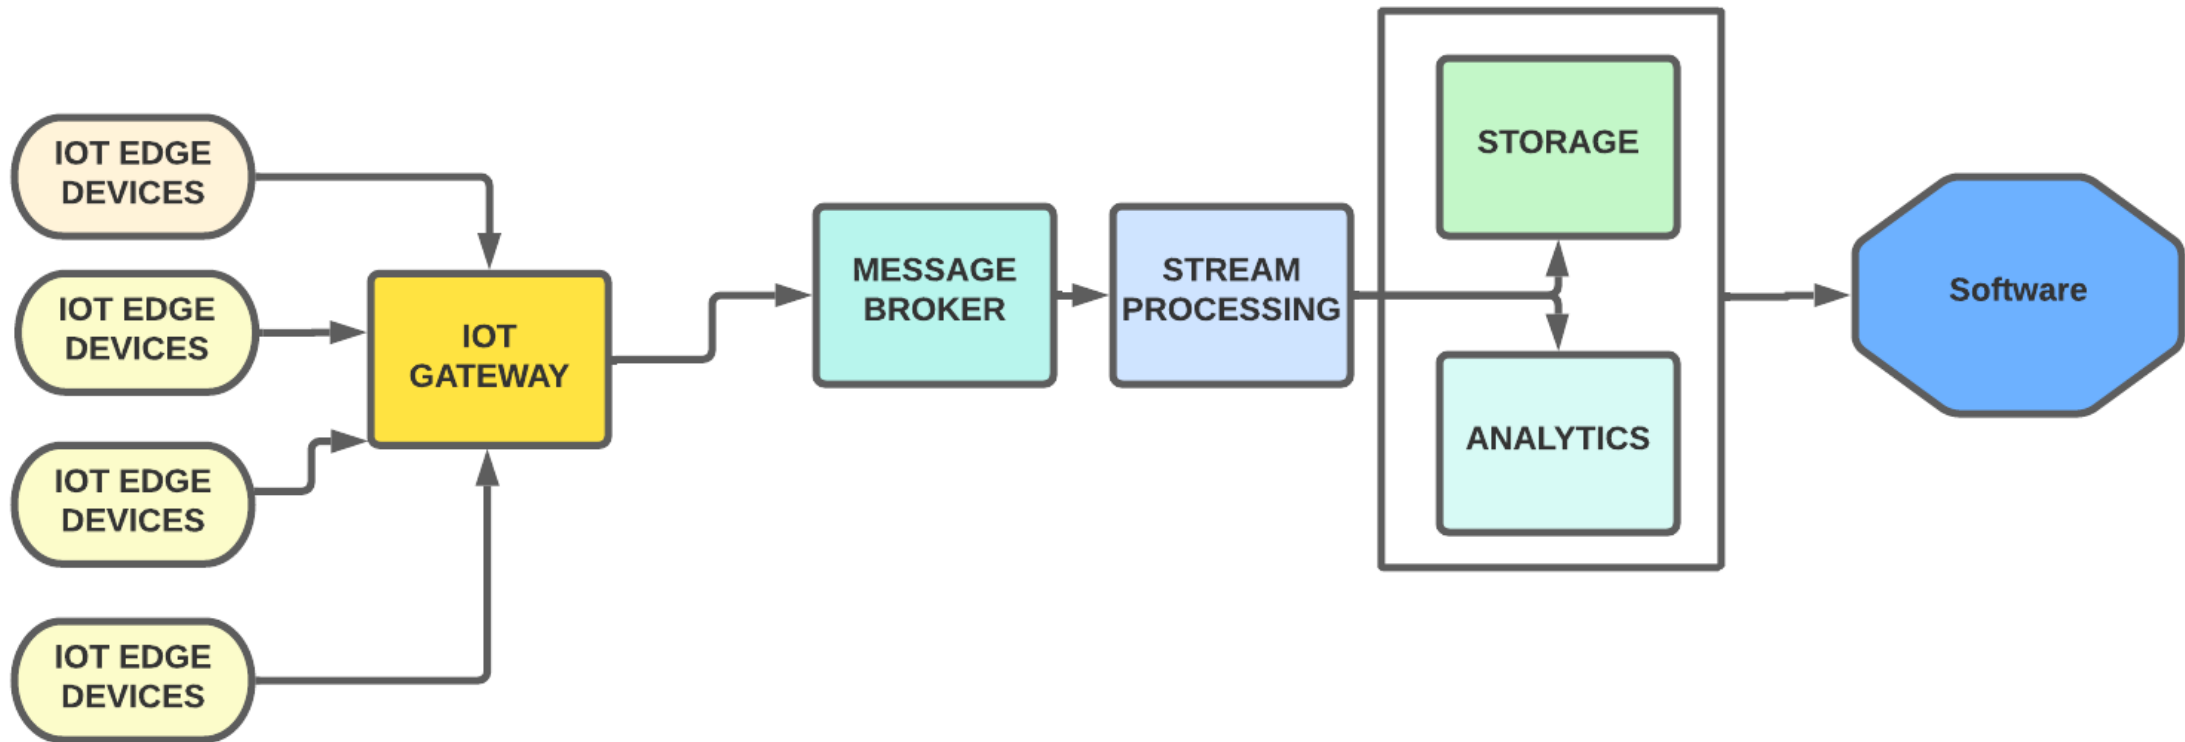 IOT EDGE
DEVICES
IOT EDGE
DEVICES
IOT EDGE
DEVICES
IOT EDGE
DEVICES
IOT
GATEWAY
MESSAGE
BROKER
STREAM
PROCESSING
STORAGE
ANALYTICS
Software